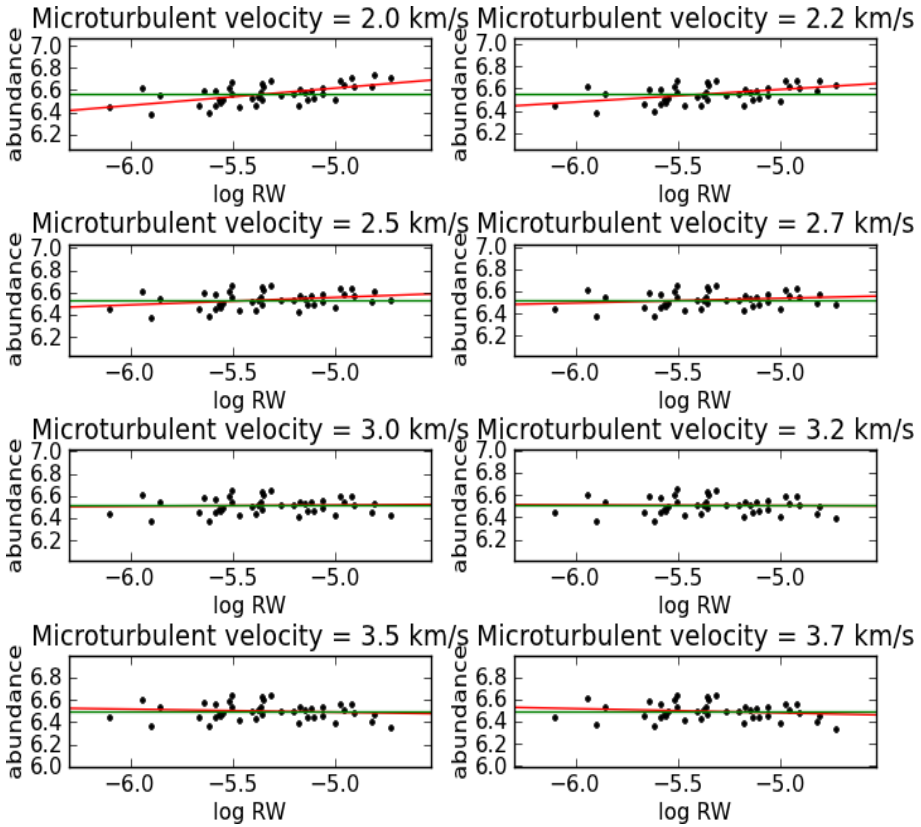 Microturbulent velocity = 2.0 km/s
abundance
7.0
6.8
6.6
6.4
6.2
−6.0 −5.5 −5.0
log RW
Microturbulent velocity = 2.2 km/s
abundance
7.0
6.8
6.6
6.4
6.2
−6.0 −5.5 −5.0
log RW
Microturbulent velocity = 2.5 km/s
abundance
7.0
6.8
6.6
6.4
6.2
−6.0 −5.5 −5.0
log RW
Microturbulent velocity = 2.7 km/s
abundance
7.0
6.8
6.6
6.4
6.2
−6.0 −5.5 −5.0
log RW
Microturbulent velocity = 3.0 km/s
abundance
7.0
6.8
6.6
6.4
6.2
−6.0 −5.5 −5.0
log RW
Microturbulent velocity = 3.2 km/s
abundance
7.0
6.8
6.6
6.4
6.2
−6.0 −5.5 −5.0
log RW
Microturbulent velocity = 3.5 km/s
abundance
6.8
6.6
6.4
6.2
6.0
−6.0 −5.5 −5.0
log RW
Microturbulent velocity = 3.7 km/s
abundance
6.8
6.6
6.4
6.2
6.0
−6.0 −5.5 −5.0
log RW